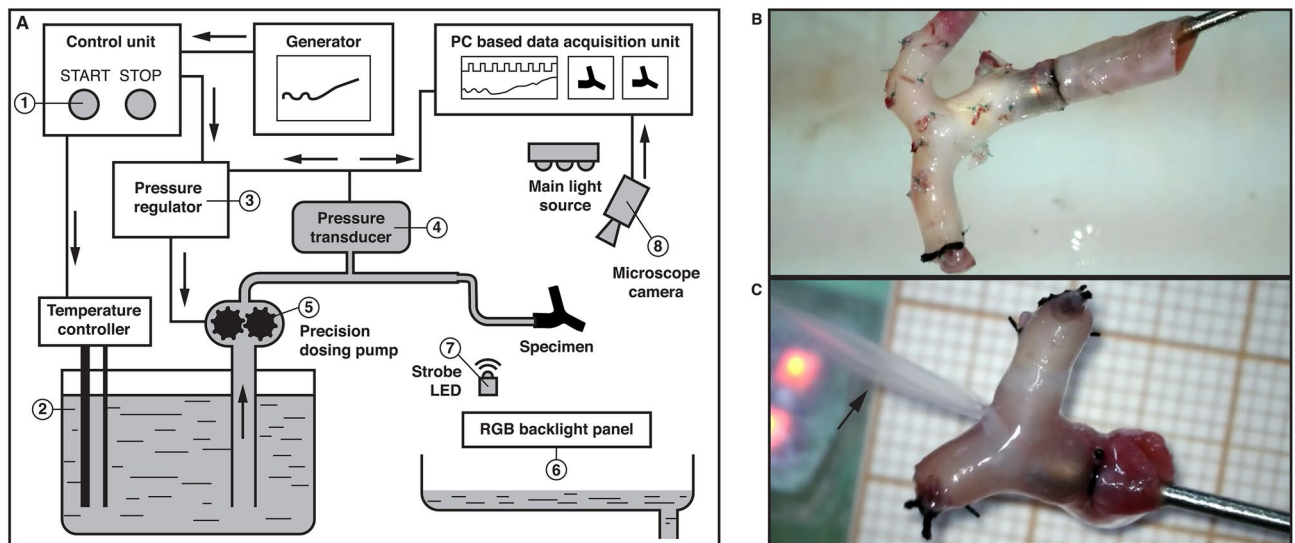 A
Control unit
START STOP
1
Generator
PC based data acquisition unit
Pressure
regulator
3
Pressure
transducer
4
Main light
source
8
Microscope
camera
Temperature
controller
5
Precision
dosing pump
Specimen
7
Strobe
LED
2
RGB backlight panel
6
B
C